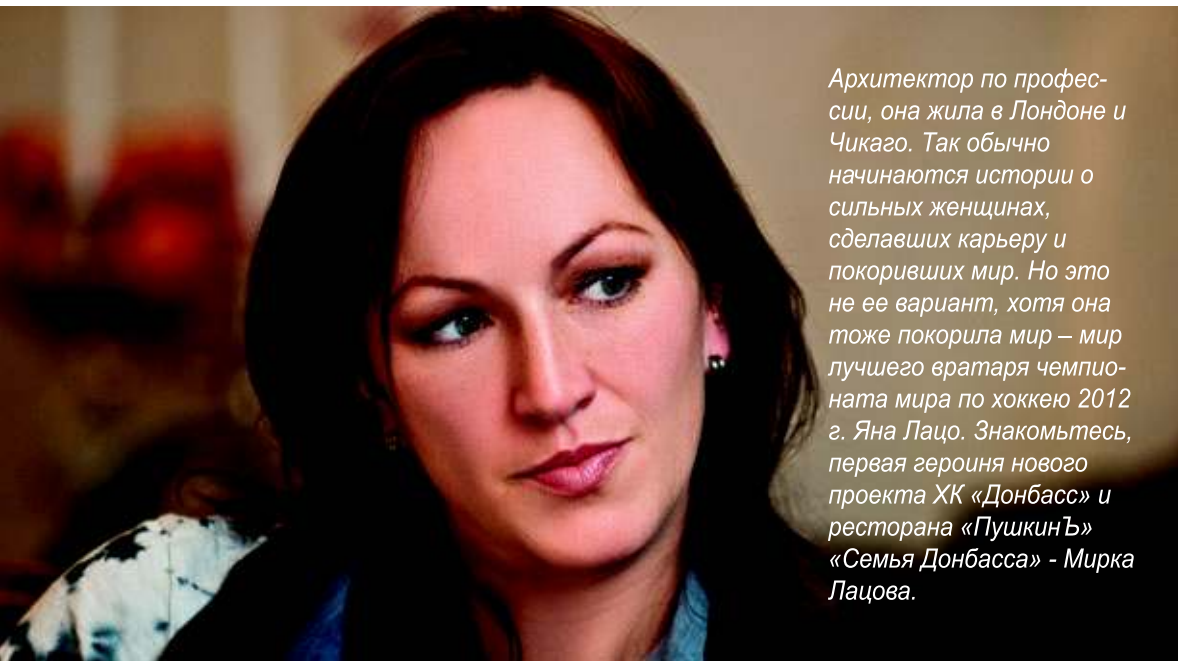 Архитектор по профес-
сии, она жила в Лондоне и
Чикаго. Так обычно
начинаются истории о
сильных женщинах,
сделавших карьеру и
покоривших мир. Но это
не ее вариант, хотя она
тоже покорила мир – мир
лучшего вратаря чемпио-
ната мира по хоккею 2012
г. Яна Лацо. Знакомьтесь,
первая героиня нового
проекта ХК «Донбасс» и
ресторана «ПушкинЪ»
«Семья Донбасса» - Мирка
Лацова.